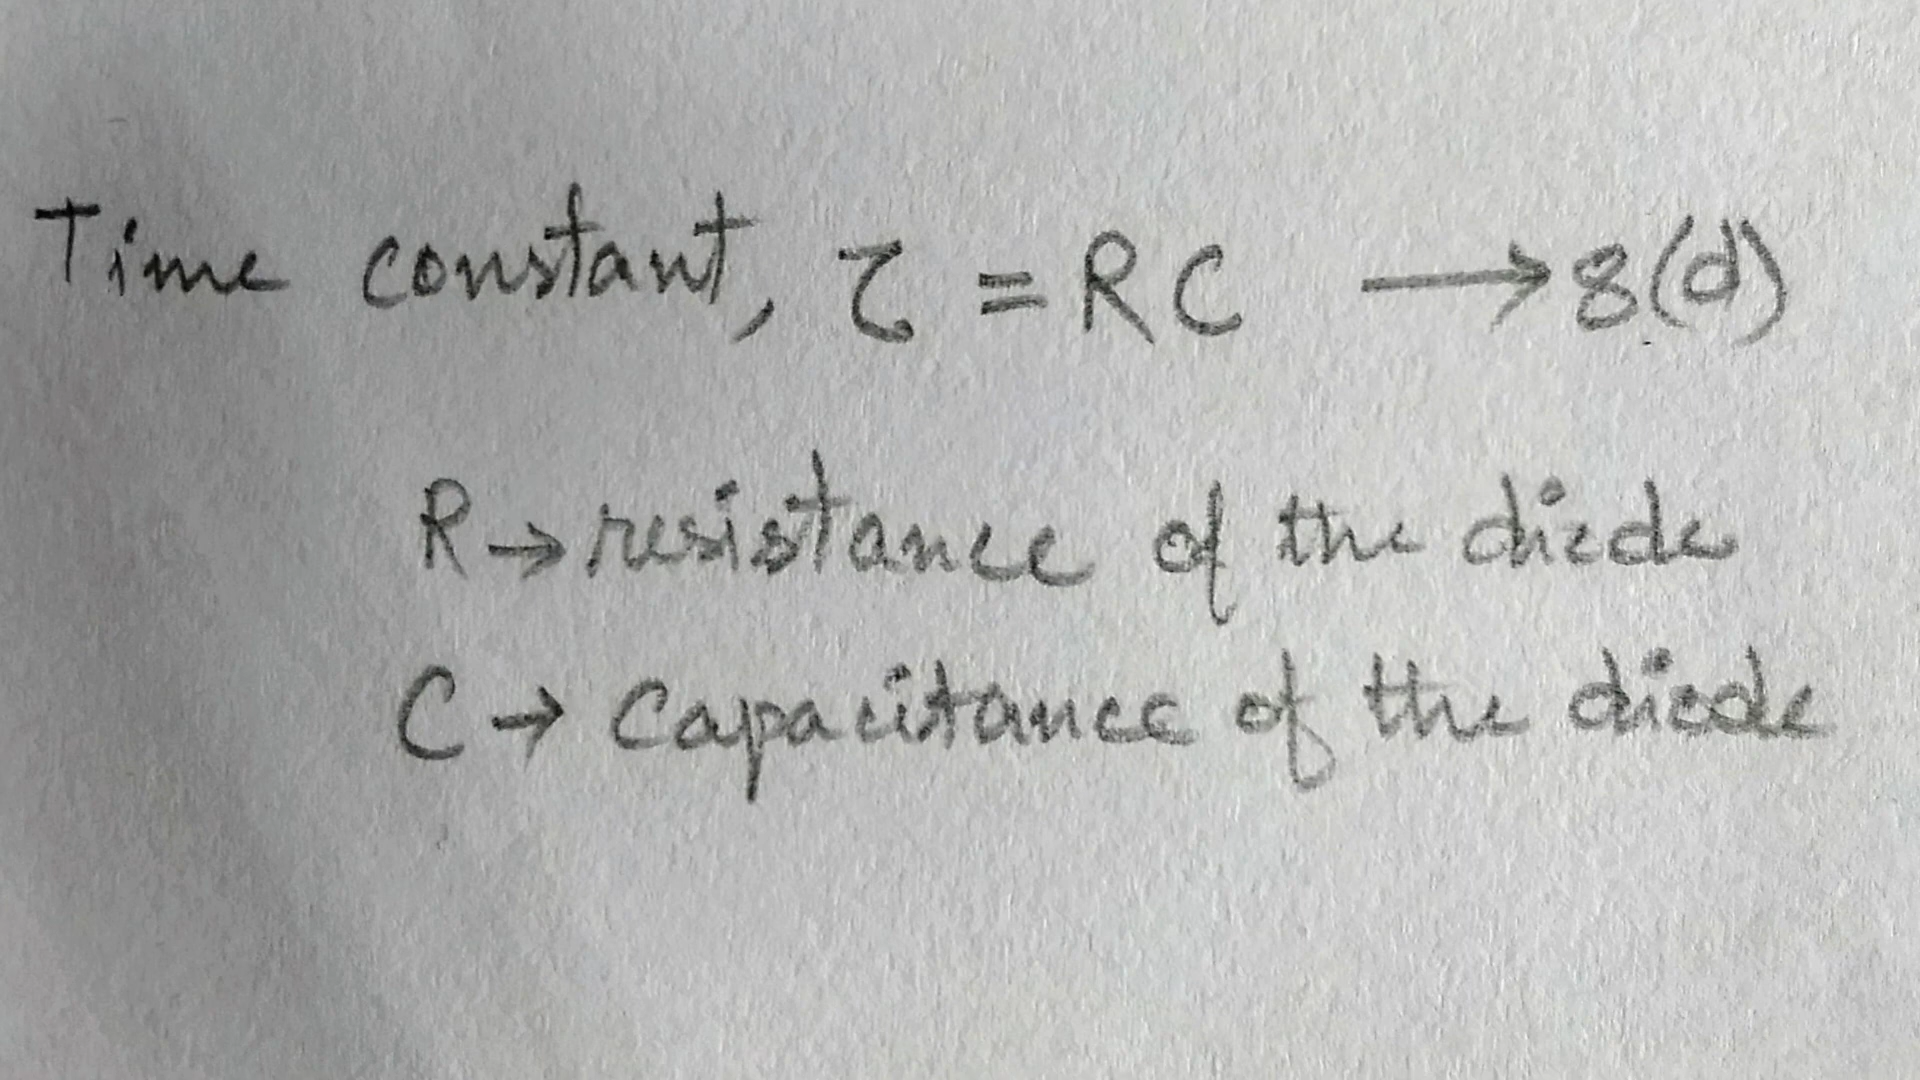 Time constant, τ = RC → 8(d)
R → resistance of the diode
C → Capacitance of the diode